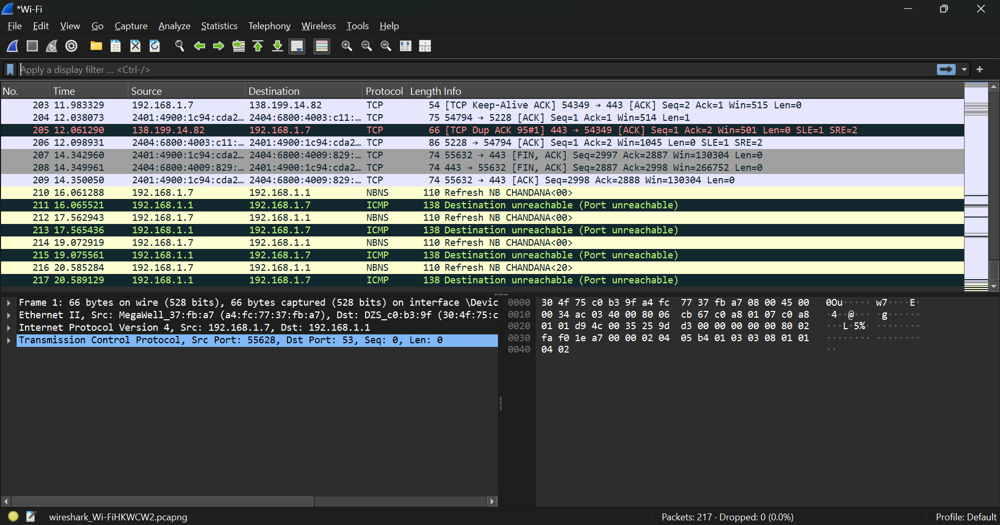 *Wi-Fi
File Edit View Go Capture Analyze Statistics Telephony Wireless Tools Help
Apply a display filter ... <Ctrl-/>
No. Time Source Destination Protocol Length Info
203 11.983329 192.168.1.7 138.199.14.82 TCP 54 [TCP Keep-Alive ACK] 54349 → 443 [ACK] Seq=2 Ack=1 Win=515 Len=0
204 12.038073 2401:4900:1c94:cda2… 2404:6800:4003:c11:… TCP 75 54794 → 5228 [ACK] Seq=1 Ack=1 Win=514 Len=1
205 12.061290 138.199.14.82 192.168.1.7 TCP 66 [TCP Dup ACK 95#1] 443 → 54349 [ACK] Seq=1 Ack=2 Win=501 Len=0 SLE=1 SRE=2
206 12.098931 2404:6800:4003:c11:… 2401:4900:1c94:cda2… TCP 86 5228 → 54794 [ACK] Seq=1 Ack=2 Win=1045 Len=0 SLE=1 SRE=2
207 14.342960 2401:4900:1c94:cda2… 2404:6800:4009:829:… TCP 74 55632 → 443 [FIN, ACK] Seq=2997 Ack=2887 Win=130304 Len=0
208 14.349961 2404:6800:4009:829:… 2401:4900:1c94:cda2… TCP 74 443 → 55632 [FIN, ACK] Seq=2887 Ack=2998 Win=266752 Len=0
209 14.350050 2401:4900:1c94:cda2… 2404:6800:4009:829:… TCP 74 55632 → 443 [ACK] Seq=2998 Ack=2888 Win=130304 Len=0
210 16.061288 192.168.1.7 192.168.1.1 NBNS 110 Refresh NB CHANDANA<00>
211 16.065521 192.168.1.1 192.168.1.7 ICMP 138 Destination unreachable (Port unreachable)
212 17.562943 192.168.1.7 192.168.1.1 NBNS 110 Refresh NB CHANDANA<00>
213 17.565436 192.168.1.1 192.168.1.7 ICMP 138 Destination unreachable (Port unreachable)
214 19.072919 192.168.1.7 192.168.1.1 NBNS 110 Refresh NB CHANDANA<00>
215 19.075561 192.168.1.1 192.168.1.7 ICMP 138 Destination unreachable (Port unreachable)
216 20.585284 192.168.1.7 192.168.1.1 NBNS 110 Refresh NB CHANDANA<20>
217 20.589129 192.168.1.1 192.168.1.7 ICMP 138 Destination unreachable (Port unreachable)
Frame 1: 66 bytes on wire (528 bits), 66 bytes captured (528 bits) on interface \Devic
Ethernet II, Src: MegaWell_37:fb:a7 (a4:fc:77:37:fb:a7), Dst: DZS_c0:b3:9f (30:4f:75:c
Internet Protocol Version 4, Src: 192.168.1.7, Dst: 192.168.1.1
Transmission Control Protocol, Src Port: 55628, Dst Port: 53, Seq: 0, Len: 0
0000 30 4f 75 c0 b3 9f a4 fc 77 37 fb a7 08 00 45 00 0Ou····· w7····E·
0010 00 34 ac 03 40 00 80 06 cb 67 c0 a8 01 07 c0 a8 ·4··@··· ·g······
0020 01 01 d9 4c 00 35 25 9d d3 00 00 00 00 00 80 02 ···L·5%· ········
0030 fa f0 1e a7 00 00 02 04 05 b4 01 03 03 08 01 01 ········ ········
0040 04 02 ··
wireshark_Wi-FiHKWCW2.pcapng
Packets: 217 · Dropped: 0 (0.0%)
Profile: Default